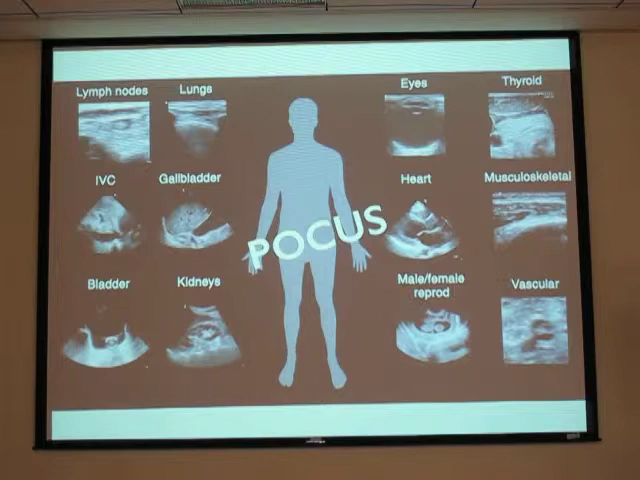 Lymph nodes
Lungs
Eyes
Thyroid
IVC
Gallbladder
Heart
Musculoskeletal
POCUS
Bladder
Kidneys
Male/female
reprod
Vascular